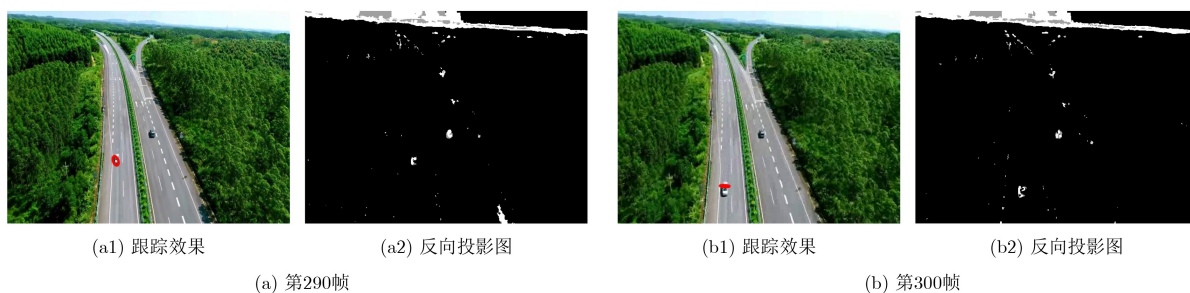 (a1) 跟踪效果
(a2) 反向投影图
(b1) 跟踪效果
(b2) 反向投影图
(a) 第290帧
(b) 第300帧